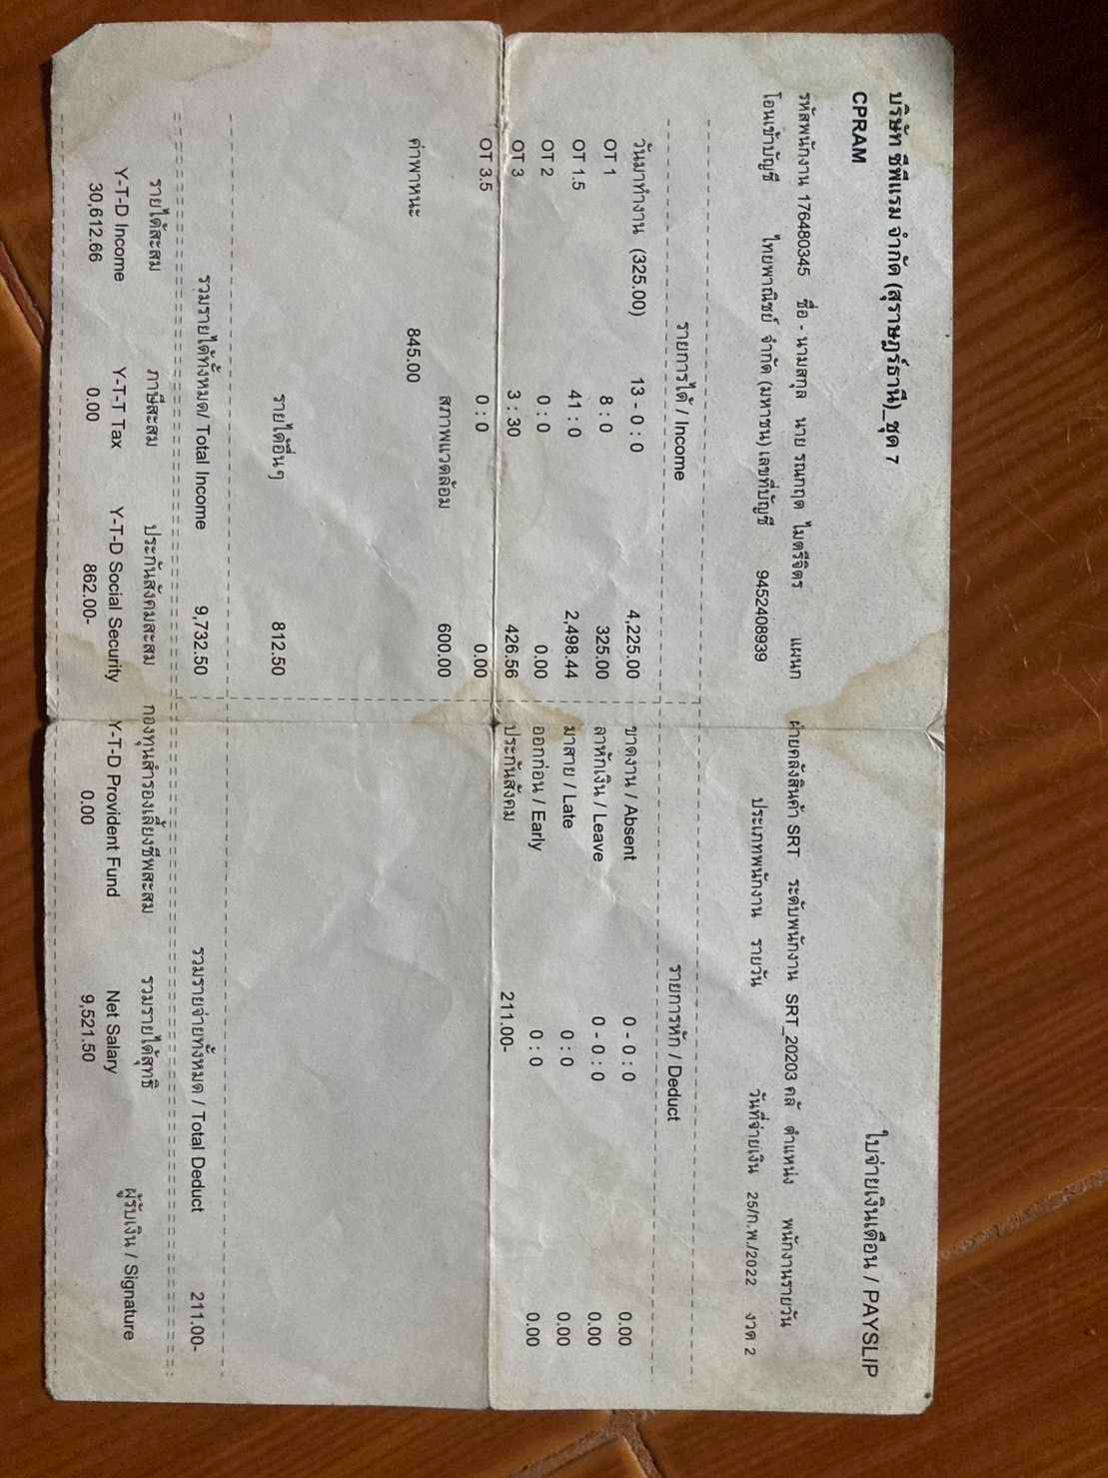 บริษัท ซีพีแรม จำกัด (สุราษฎร์ธานี)_ชุด 7
ใบจ่ายเงินเดือน / PAYSLIP
CPRAM
รหัสพนักงาน 176480345 ชื่อ - นามสกุล นาย รณกฤต ไมตรีจิตร แผนก ฝ่ายคลังสินค้า SRT ระดับพนักงาน SRT_20203 คลั ตำแหน่ง พนักงานรายวัน
โอนเข้าบัญชี ไทยพาณิชย์ จำกัด (มหาชน) เลขที่บัญชี 9452408939 ประเภทพนักงาน รายวัน วันที่จ่ายเงิน 25/ก.พ./2022 งวด 2
รายการได้ / Income รายการหัก / Deduct
วันมาทำงาน (325.00) 13 - 0 : 0 4,225.00 ขาดงาน / Absent 0 - 0 : 0 0.00
OT 1 8 : 0 325.00 ลาหักเงิน / Leave 0 - 0 : 0 0.00
OT 1.5 41 : 0 2,498.44 มาสาย / Late 0 : 0 0.00
OT 2 0 : 0 0.00 ออกก่อน / Early 0 : 0 0.00
OT 3 3 : 30 426.56 ประกันสังคม 211.00-
OT 3.5 0 : 0 0.00
สภาพแวดล้อม 600.00
ค่าพาหนะ 845.00
รายได้อื่น ๆ 812.50
รวมรายได้ทั้งหมด/ Total Income 9,732.50 รวมรายจ่ายทั้งหมด / Total Deduct 211.00-
รายได้สะสม ภาษีสะสม ประกันสังคมสะสม กองทุนสำรองเลี้ยงชีพสะสม รวมรายได้สุทธิ ผู้รับเงิน / Signature
Y-T-D Income Y-T-T Tax Y-T-D Social Security Y-T-D Provident Fund Net Salary
30,612.66 0.00 862.00- 0.00 9,521.50